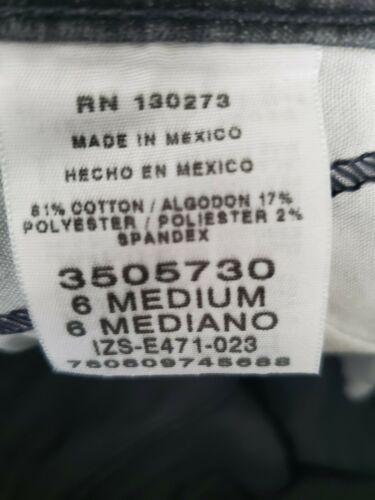 RN 130273
MADE IN MEXICO
HECHO EN MEXICO
81% COTTON / ALGODON 17%
POLYESTER / POLIESTER 2%
SPANDEX
3505730
6 MEDIUM
6 MEDIANO
IZS-E471-023
760609745688